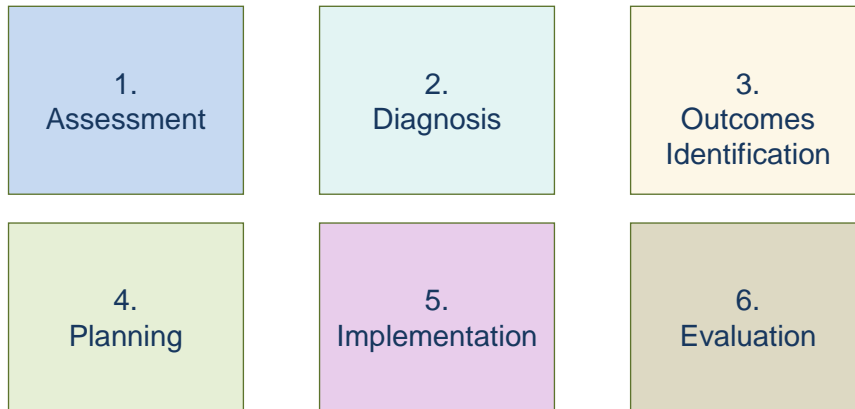 1.
Assessment
2.
Diagnosis
3.
Outcomes
Identification
4.
Planning
5.
Implementation
6.
Evaluation